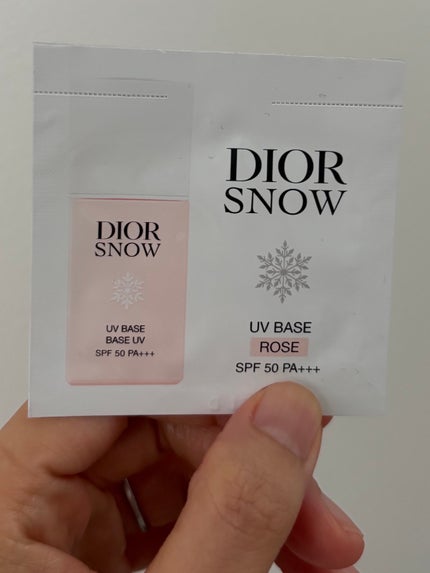 DIOR
SNOW
UV BASE
BASE UV
SPF 50 PA+++
DIOR
SNOW
UV BASE
ROSE
SPF 50 PA+++